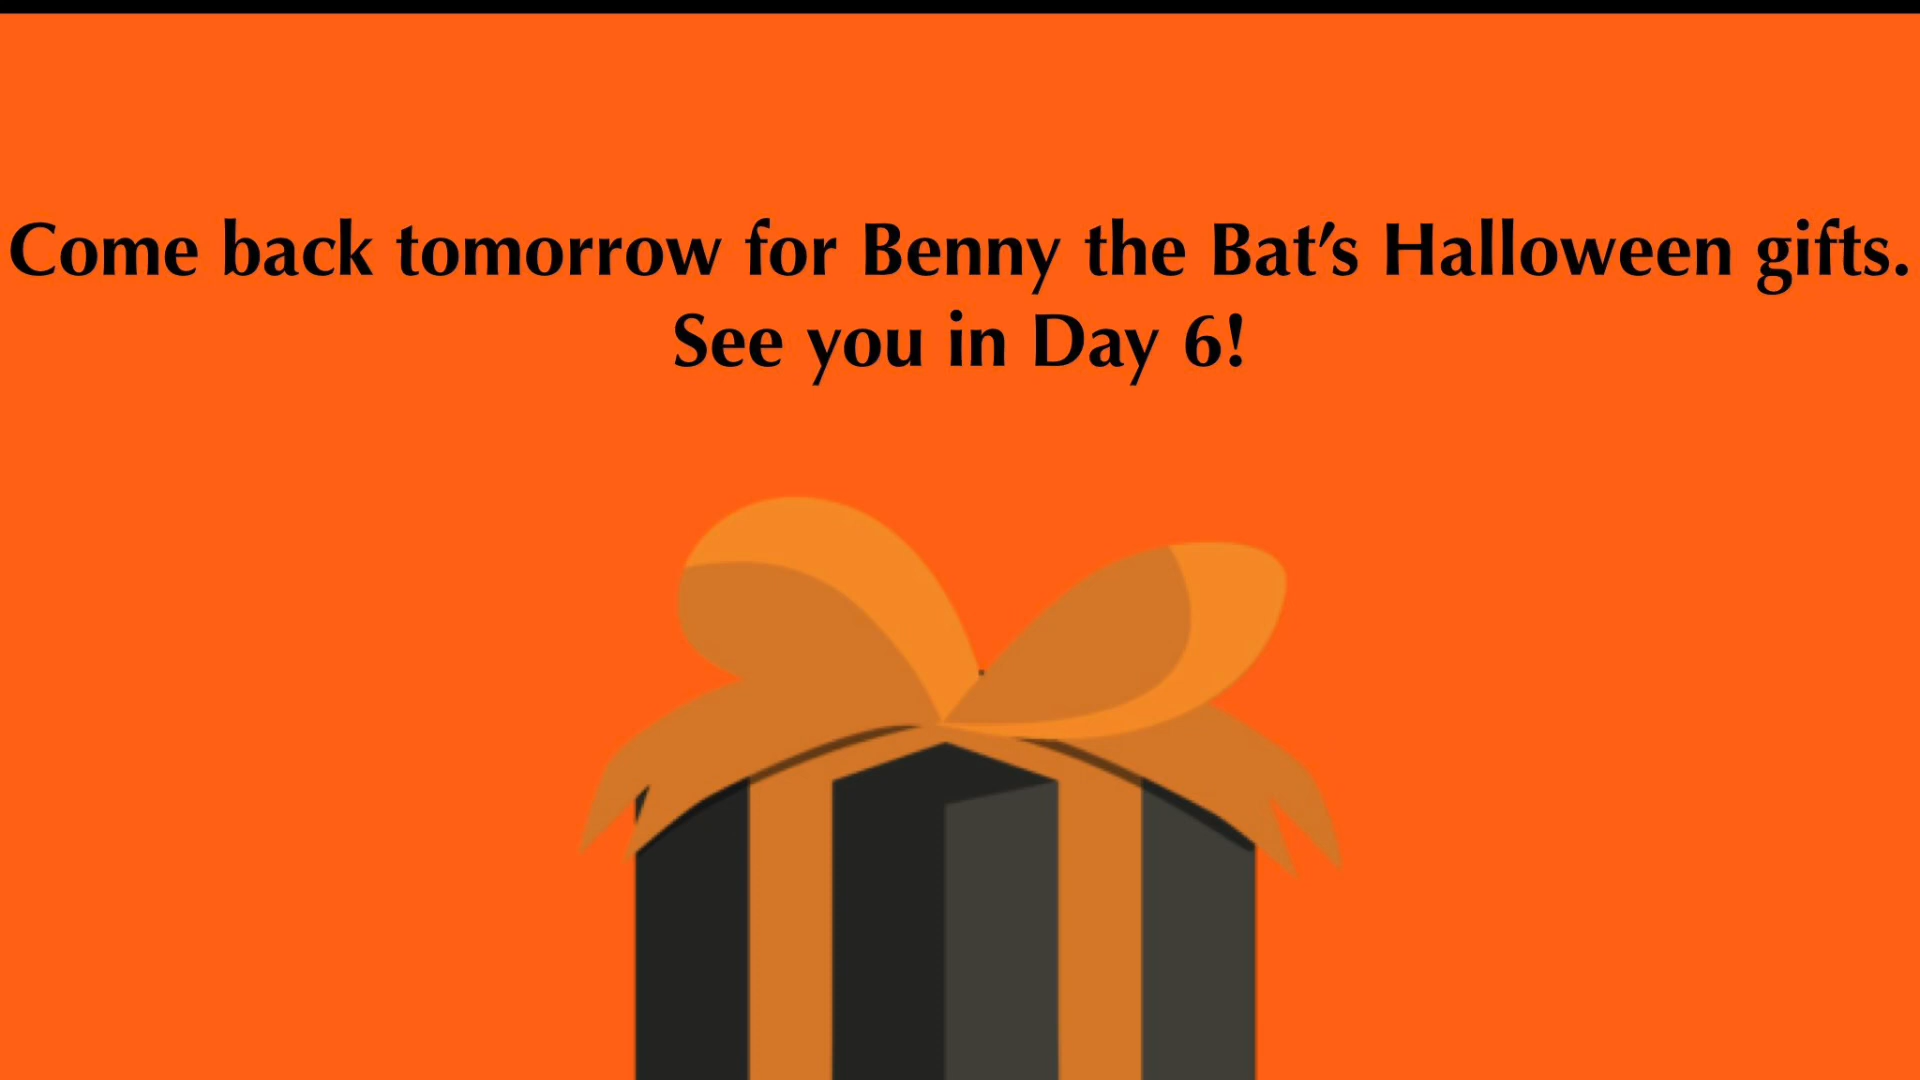 Come back tomorrow for Benny the Bat’s Halloween gifts.
See you in Day 6!